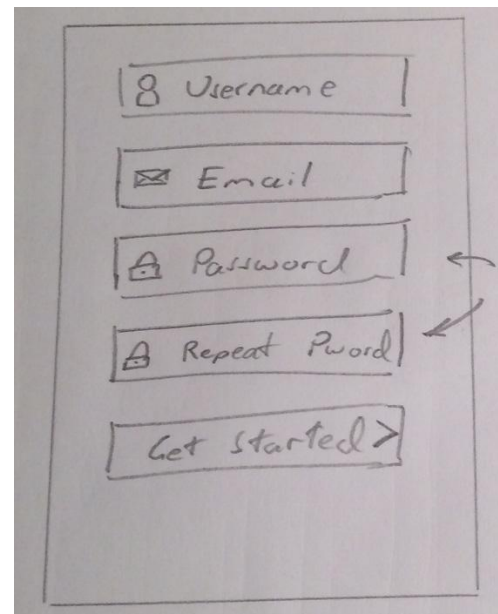 Username
Email
Password
Repeat Pword
Get Started >